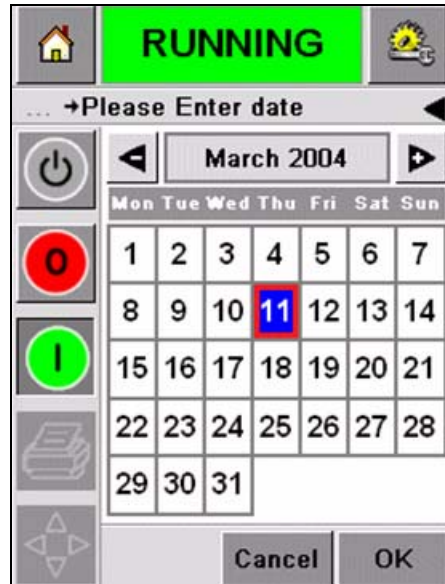 RUNNING
... →Please Enter date
March 2004
Mon Tue Wed Thu Fri Sat Sun
1 2 3 4 5 6 7
0
8 9 10 11 12 13 14
I
15 16 17 18 19 20 21
22 23 24 25 26 27 28
29 30 31
Cancel OK